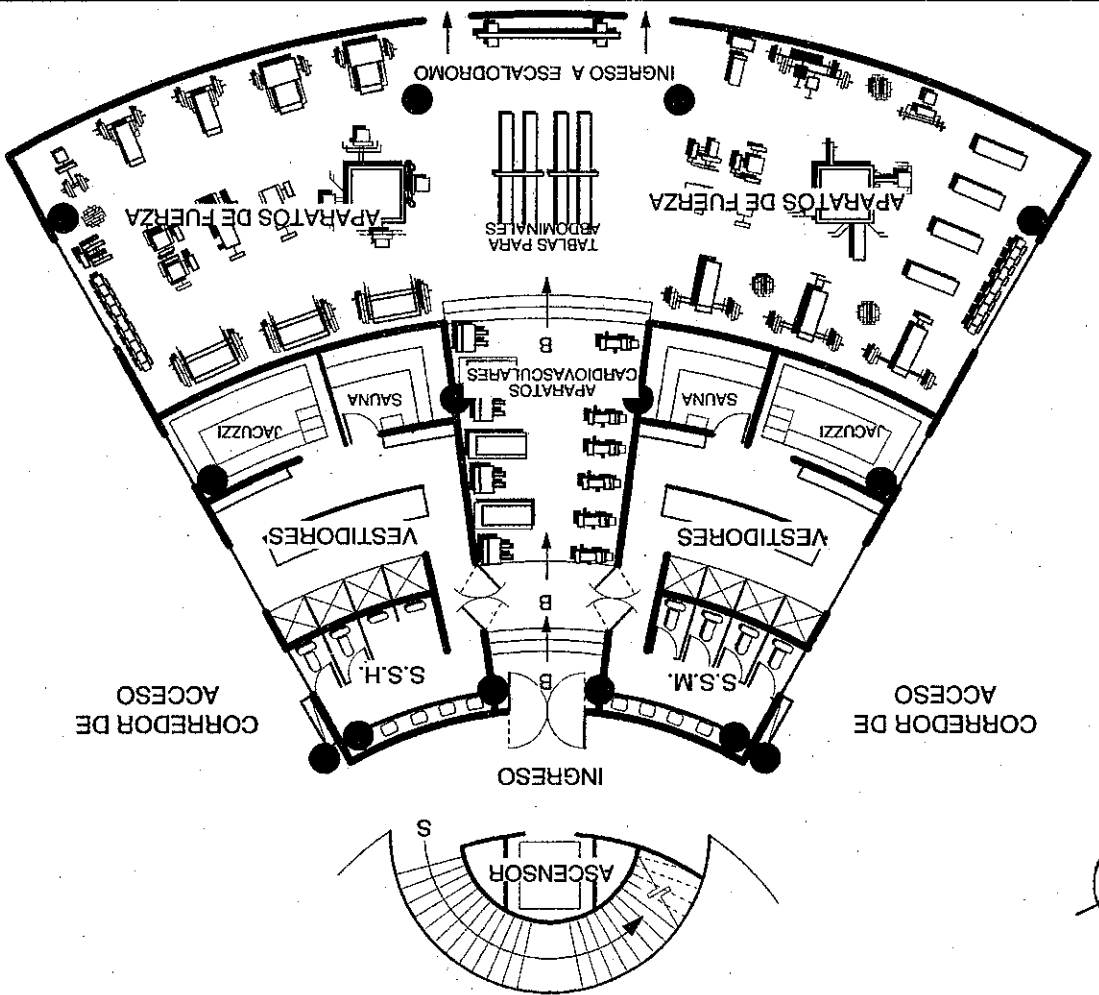 ASCENSOR
S
INGRESO
CORREDOR DE
ACCESO
CORREDOR DE
ACCESO
S.S.M.
B
S.S.H.
B
VESTIDORES
VESTIDORES
JACUZZI
SAUNA
SAUNA
JACUZZI
APARATOS
CARDIOVASCULARES
B
TABLAS PARA
ABDOMINALES
APARATOS DE FUERZA
APARATOS DE FUERZA
INGRESO A ESCALODROMO